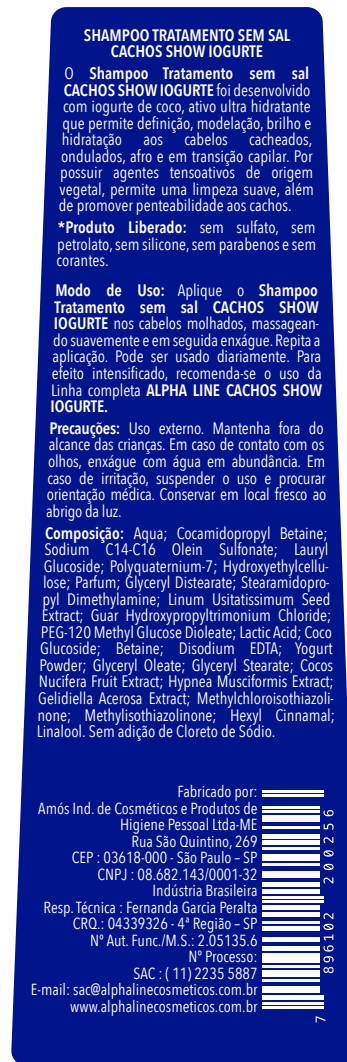 SHAMPOO TRATAMENTO SEM SAL
CACHOS SHOW IOGURTE
O Shampoo Tratamento sem sal
CACHOS SHOW IOGURTE foi desenvolvido
com iogurte de coco, ativo ultra hidratante
que permite definição, modelação, brilho e
hidratação aos cabelos cacheados,
ondulados, afro e em transição capilar. Por
possuir agentes tensoativos de origem
vegetal, permite uma limpeza suave, além
de promover penteabilidade aos cachos.
*Produto Liberado: sem sulfato, sem
petrolato, sem silicone, sem parabenos e sem
corantes.
Modo de Uso: Aplique o Shampoo
Tratamento sem sal CACHOS SHOW
IOGURTE nos cabelos molhados, massagean-
do suavemente e em seguida enxágue. Repita a
aplicação. Pode ser usado diariamente. Para
efeito intensificado, recomenda-se o uso da
Linha completa ALPHA LINE CACHOS SHOW
IOGURTE.
Precauções: Uso externo. Mantenha fora do
alcance das crianças. Em caso de contato com os
olhos, enxágue com água em abundância. Em
caso de irritação, suspender o uso e procurar
orientação médica. Conservar em local fresco ao
abrigo da luz.
Composição: Aqua; Cocamidopropyl Betaine;
Sodium C14-C16 Olein Sulfonate; Lauryl
Glucoside; Polyquaternium-7; Hydroxyethylcellu-
lose; Parfum; Glyceryl Distearate; Stearamidopro-
pyl Dimethylamine; Linum Usitatissimum Seed
Extract; Guar Hydroxypropyltrimonium Chloride;
PEG-120 Methyl Glucose Dioleate; Lactic Acid; Coco
Glucoside; Betaine; Disodium EDTA; Yogurt
Powder; Glyceryl Oleate; Glyceryl Stearate; Cocos
Nucifera Fruit Extract; Hypnea Musciformis Extract;
Gelidiella Acerosa Extract; Methylchloroisothiazoli-
none; Methylisothiazolinone; Hexyl Cinnamal;
Linalool. Sem adição de Cloreto de Sódio.
Fabricado por:
Amós Ind. de Cosméticos e Produtos de
Higiene Pessoal Ltda-ME
Rua São Quintino, 269
CEP : 03618-000 - São Paulo – SP
CNPJ : 08.682.143/0001-32
Indústria Brasileira
Resp. Técnica : Fernanda Garcia Peralta
CRQ.: 04339326 - 4ª Região – SP
Nº Aut. Func./M.S.: 2.05135.6
Nº Processo:
SAC : ( 11) 2235 5887
E-mail: sac@alphalinecosmeticos.com.br
www.alphalinecosmeticos.com.br
7 896102 200256